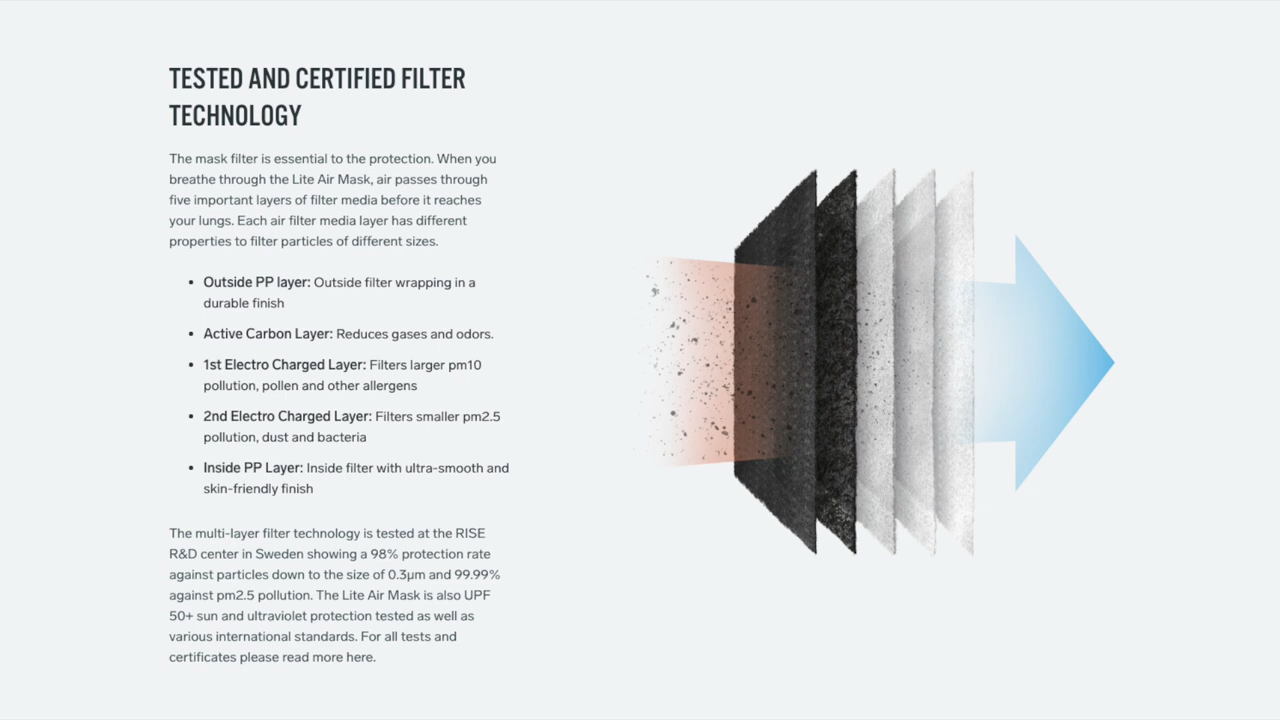 TESTED AND CERTIFIED FILTER
TECHNOLOGY
The mask filter is essential to the protection. When you
breathe through the Lite Air Mask, air passes through
five important layers of filter media before it reaches
your lungs. Each air filter media layer has different
properties to filter particles of different sizes.
• Outside PP layer: Outside filter wrapping in a
durable finish
• Active Carbon Layer: Reduces gases and odors.
• 1st Electro Charged Layer: Filters larger pm10
pollution, pollen and other allergens
• 2nd Electro Charged Layer: Filters smaller pm2.5
pollution, dust and bacteria
• Inside PP Layer: Inside filter with ultra-smooth and
skin-friendly finish
The multi-layer filter technology is tested at the RISE
R&D center in Sweden showing a 98% protection rate
against particles down to the size of 0.3μm and 99.99%
against pm2.5 pollution. The Lite Air Mask is also UPF
50+ sun and ultraviolet protection tested as well as
various international standards. For all tests and
certificates please read more here.